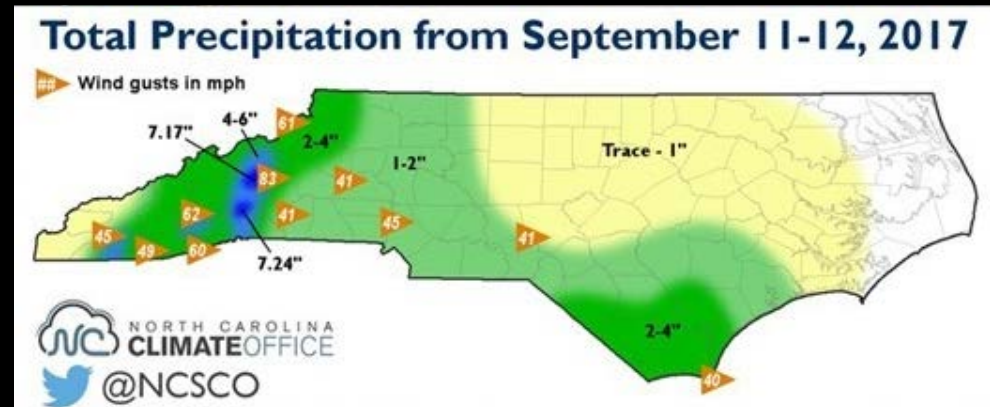 Total Precipitation from September 11-12, 2017
## Wind gusts in mph
7.17"
4-6"
61
2-4"
1-2"
Trace - 1"
83
41
62
41
45
45
49
60
41
7.24"
2-4"
40
NC
NORTH CAROLINA
CLIMATEOFFICE
@NCSCO